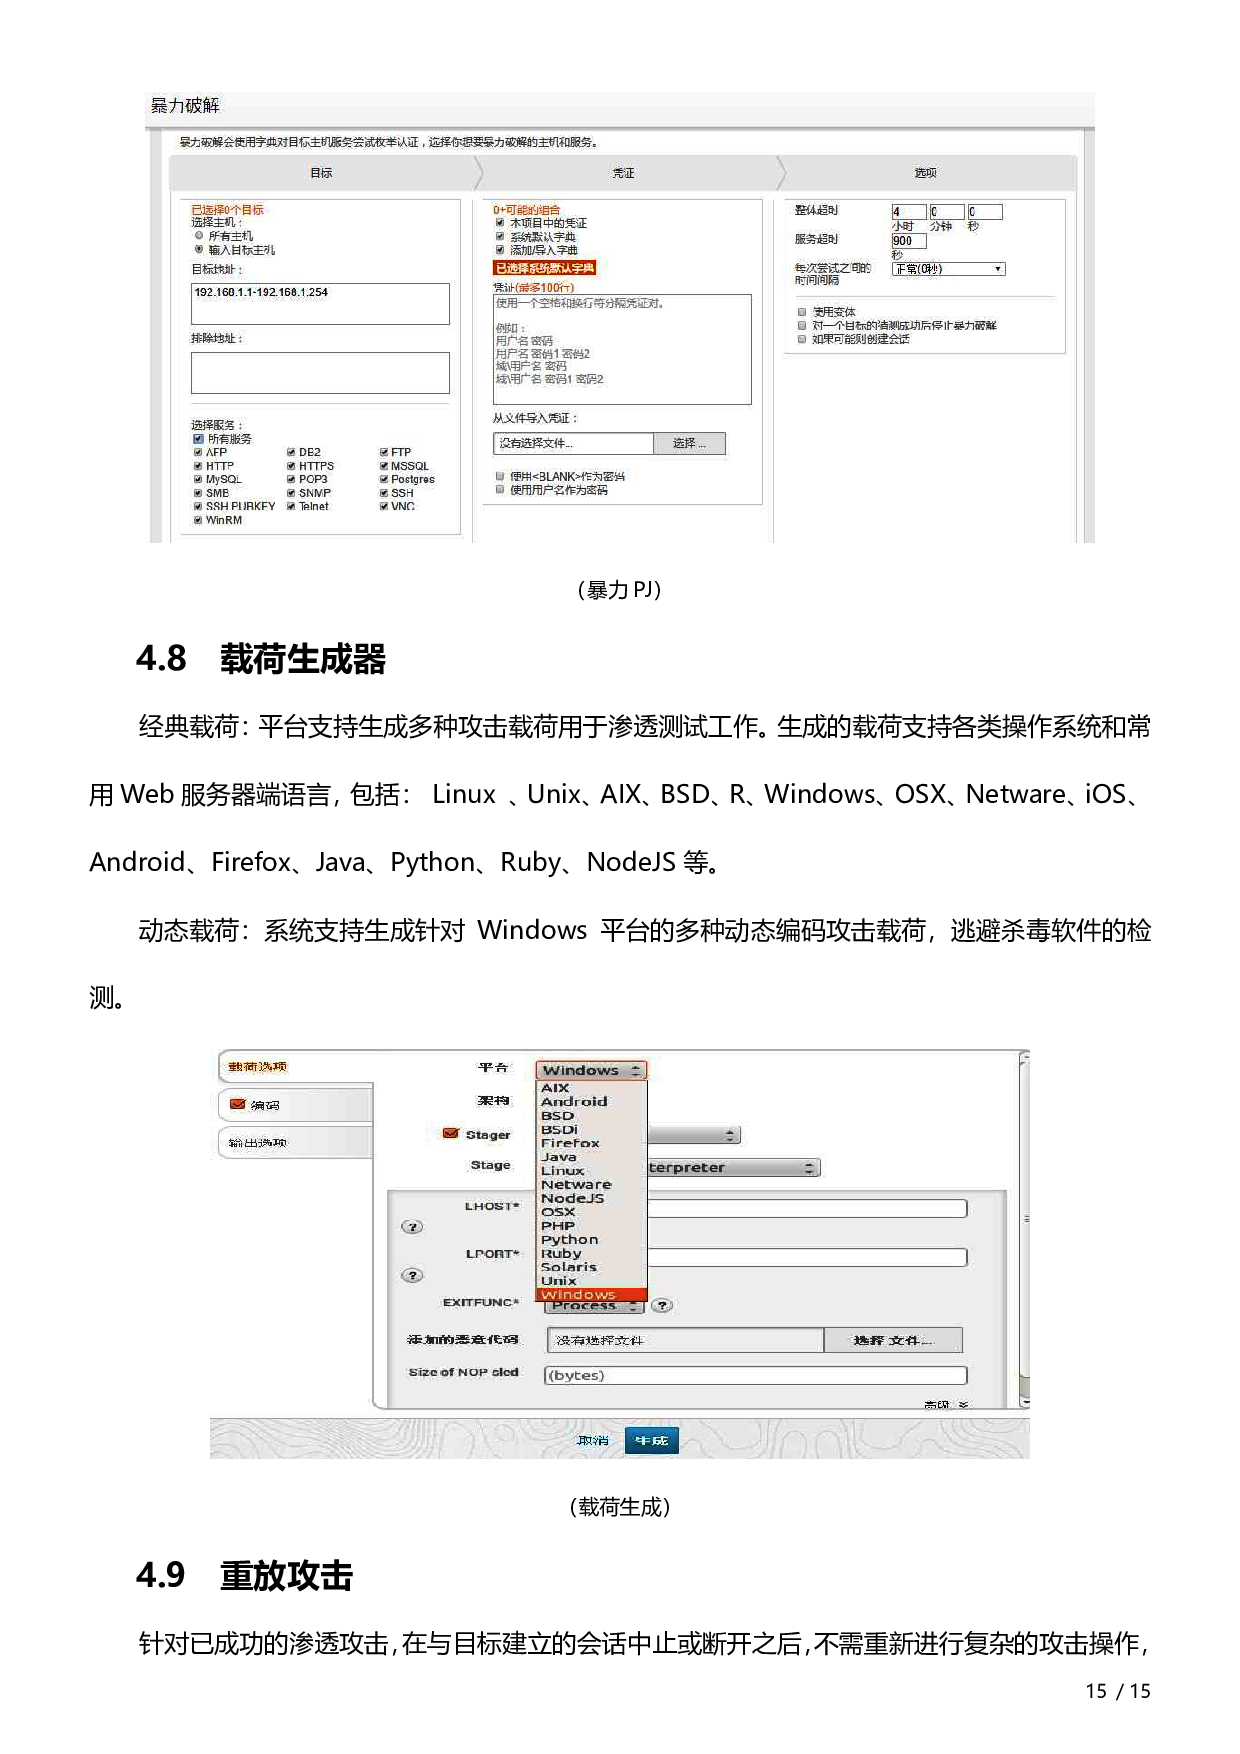 暴力破解
暴力破解会使用字典对目标主机服务尝试枚举认证，选择你想要暴力破解的主机和服务。
目标
凭证
选项
已选择0个目标
选择主机：
所有主机
输入目标主机
目标地址：
192.168.1.1-192.168.1.254
排除地址：
选择服务：
所有服务
AFP DB2 FTP
HTTP HTTPS MSSQL
MySQL POP3 Postgres
SMB SNMP SSH
SSH PUBKEY Telnet VNC
WinRM
0+可能的组合
本项目中的凭证
系统默认字典
添加/导入字典
已选择系统默认字典
凭证(最多100行)
使用一个空格和换行符分隔凭证对。
例如：
用户名 密码
用户名 密码1 密码2
域\用户名 密码
域\用户名 密码1 密码2
从文件导入凭证：
没有选择文件... 选择 ...
使用<BLANK>作为密码
使用用户名作为密码
整体超时 4 0 0
小时 分钟 秒
服务超时 900
秒
每次尝试之间的 正常(0秒)
时间间隔
使用变体
对一个目标的猜测成功后停止暴力破解
如果可能则创建会话
（暴力 PJ）
4.8 载荷生成器
经典载荷：平台支持生成多种攻击载荷用于渗透测试工作。生成的载荷支持各类操作系统和常
用 Web 服务器端语言，包括： Linux 、Unix、AIX、BSD、R、Windows、OSX、Netware、iOS、
Android、Firefox、Java、Python、Ruby、NodeJS 等。
动态载荷：系统支持生成针对 Windows 平台的多种动态编码攻击载荷，逃避杀毒软件的检
测。
载荷选项
编码
输出选项
平台 Windows
架构
Stager
Stage terpreter
AIX
Android
BSD
BSDi
Firefox
Java
Linux
Netware
NodeJS
OSX
PHP
Python
Ruby
Solaris
Unix
Windows
LHOST*
?
LPORT*
?
EXITFUNC* Process ?
添加的恶意代码 没有选择文件 选择 文件...
Size of NOP sled (bytes)
高级
取消 生成
（载荷生成）
4.9 重放攻击
针对已成功的渗透攻击，在与目标建立的会话中止或断开之后，不需重新进行复杂的攻击操作，
15 / 15